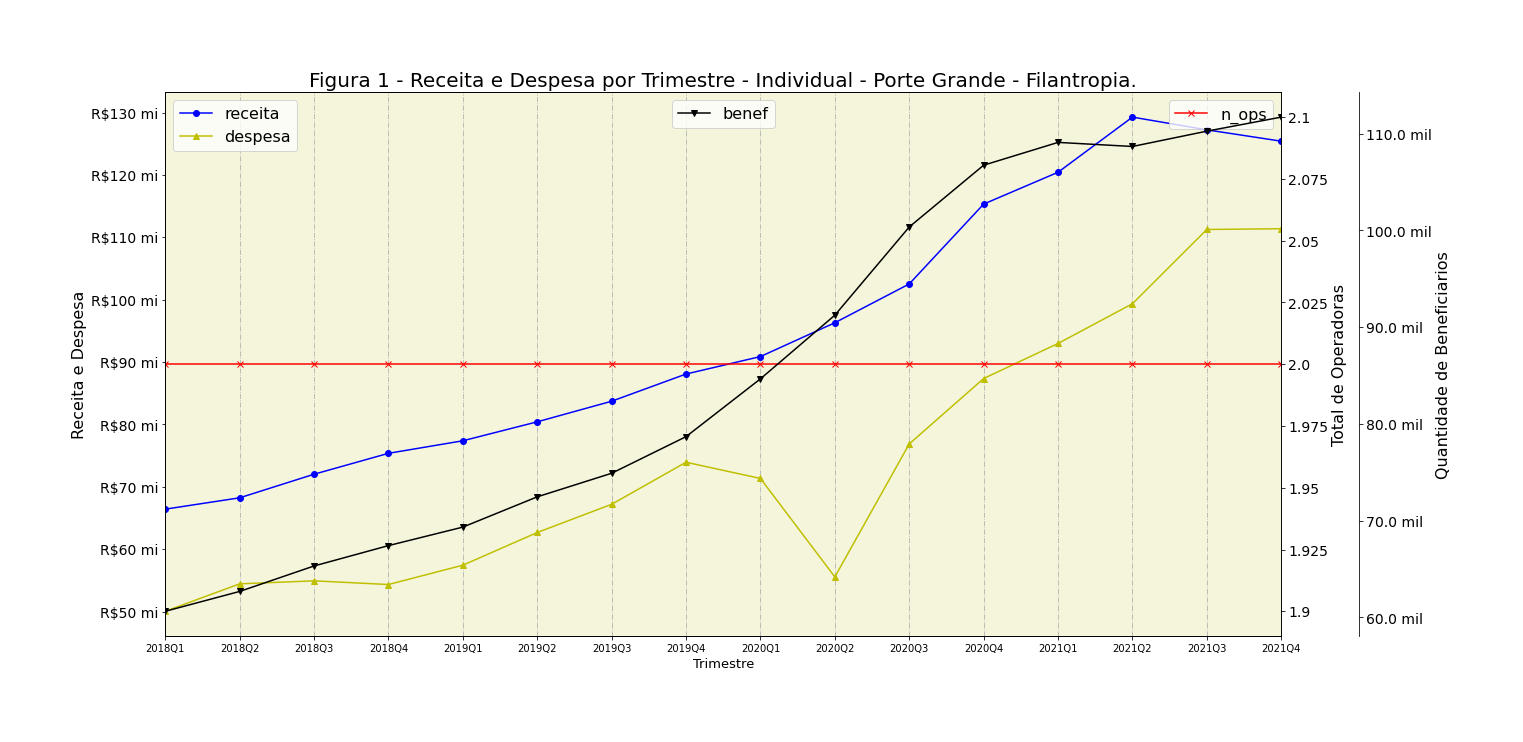 Figura 1 - Receita e Despesa por Trimestre - Individual - Porte Grande - Filantropia.
receita
despesa
benef
n_ops
Receita e Despesa
R$130 mi
R$120 mi
R$110 mi
R$100 mi
R$90 mi
R$80 mi
R$70 mi
R$60 mi
R$50 mi
2.1
2.075
2.05
2.025
2.0
1.975
1.95
1.925
1.9
Total de Operadoras
110.0 mil
100.0 mil
90.0 mil
80.0 mil
70.0 mil
60.0 mil
Quantidade de Beneficiarios
2018Q1 2018Q2 2018Q3 2018Q4 2019Q1 2019Q2 2019Q3 2019Q4 2020Q1 2020Q2 2020Q3 2020Q4 2021Q1 2021Q2 2021Q3 2021Q4
Trimestre